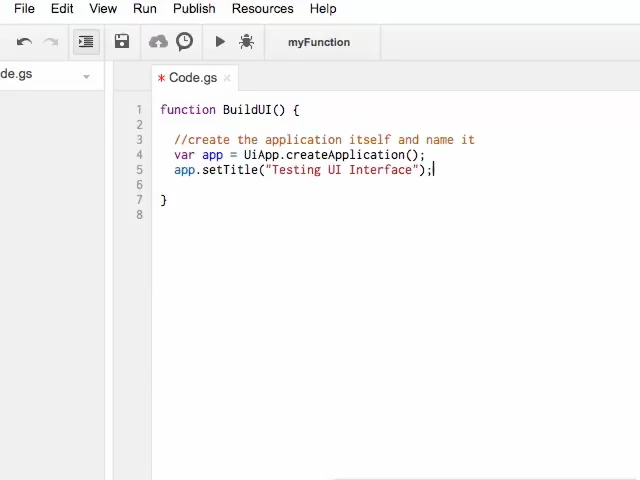 File Edit View Run Publish Resources Help
myFunction
de.gs
* Code.gs ×
1 function BuildUI() {
2
3 //create the application itself and name it
4 var app = UiApp.createApplication();
5 app.setTitle("Testing UI Interface");
6
7 }
8